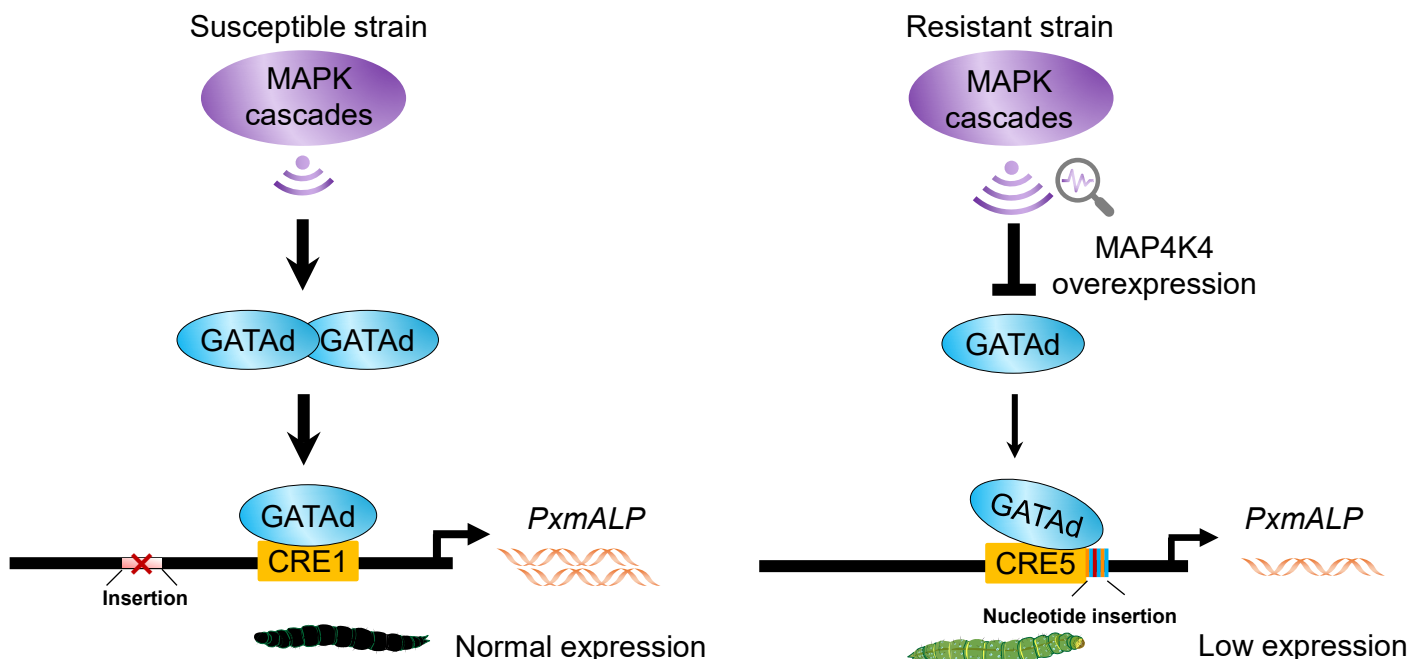 Susceptible strain
MAPK
cascades
GATAd
GATAd
GATAd
CRE1
PxmALP
Insertion
Normal expression
Resistant strain
MAPK
cascades
MAP4K4
overexpression
GATAd
GATAd
CRE5
PxmALP
Nucleotide insertion
Low expression